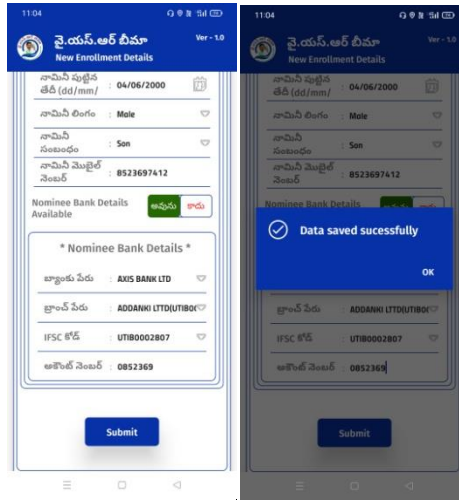 11:04
వై.యస్.ఆర్ బీమా
Ver - 1.0
New Enrollment Details
నామినీ పుట్టిన
తేదీ (dd/mm/ : 04/06/2000
నామినీ లింగం : Male
నామినీ
సంబంధం : Son
నామినీ మొబైల్
నెంబర్ : 8523697412
Nominee Bank Details
Available
అవును కాదు
* Nominee Bank Details *
బ్యాంకు పేరు : AXIS BANK LTD
బ్రాంచ్ పేరు : ADDANKI LTTD(UTIBO(
IFSC కోడ్ : UTIB0002807
అకౌంట్ నెంబర్ : 0852369
Submit
11:04
వై.యస్.ఆర్ బీమా
Ver - 1.0
New Enrollment Details
నామినీ పుట్టిన
తేదీ (dd/mm/ : 04/06/2000
నామినీ లింగం : Male
నామినీ
సంబంధం : Son
నామినీ మొబైల్
నెంబర్ : 8523697412
Nominee Bank Details
Data saved sucessfully
OK
బ్రాంచ్ పేరు : ADDANKI LTTD(UTIBO(
IFSC కోడ్ : UTIB0002807
అకౌంట్ నెంబర్ : 0852369
Submit